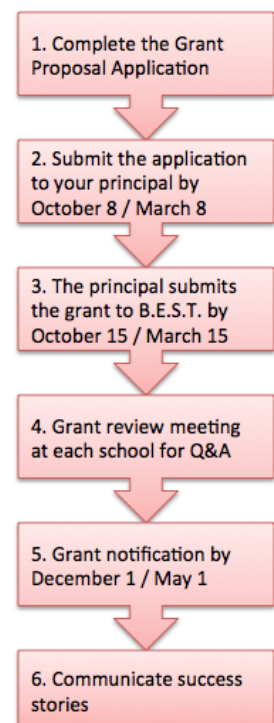 1. Complete the Grant
Proposal Application
2. Submit the application
to your principal by
October 8 / March 8
3. The principal submits
the grant to B.E.S.T. by
October 15 / March 15
4. Grant review meeting
at each school for Q&A
5. Grant notification by
December 1 / May 1
6. Communicate success
stories